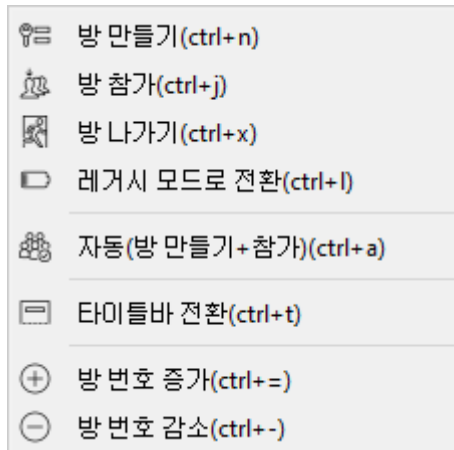 방 만들기(ctrl+n)
방 참가(ctrl+j)
방 나가기(ctrl+x)
레거시 모드로 전환(ctrl+l)
자동(방 만들기+참가)(ctrl+a)
타이틀바 전환(ctrl+t)
방 번호 증가(ctrl+=)
방 번호 감소(ctrl+-)